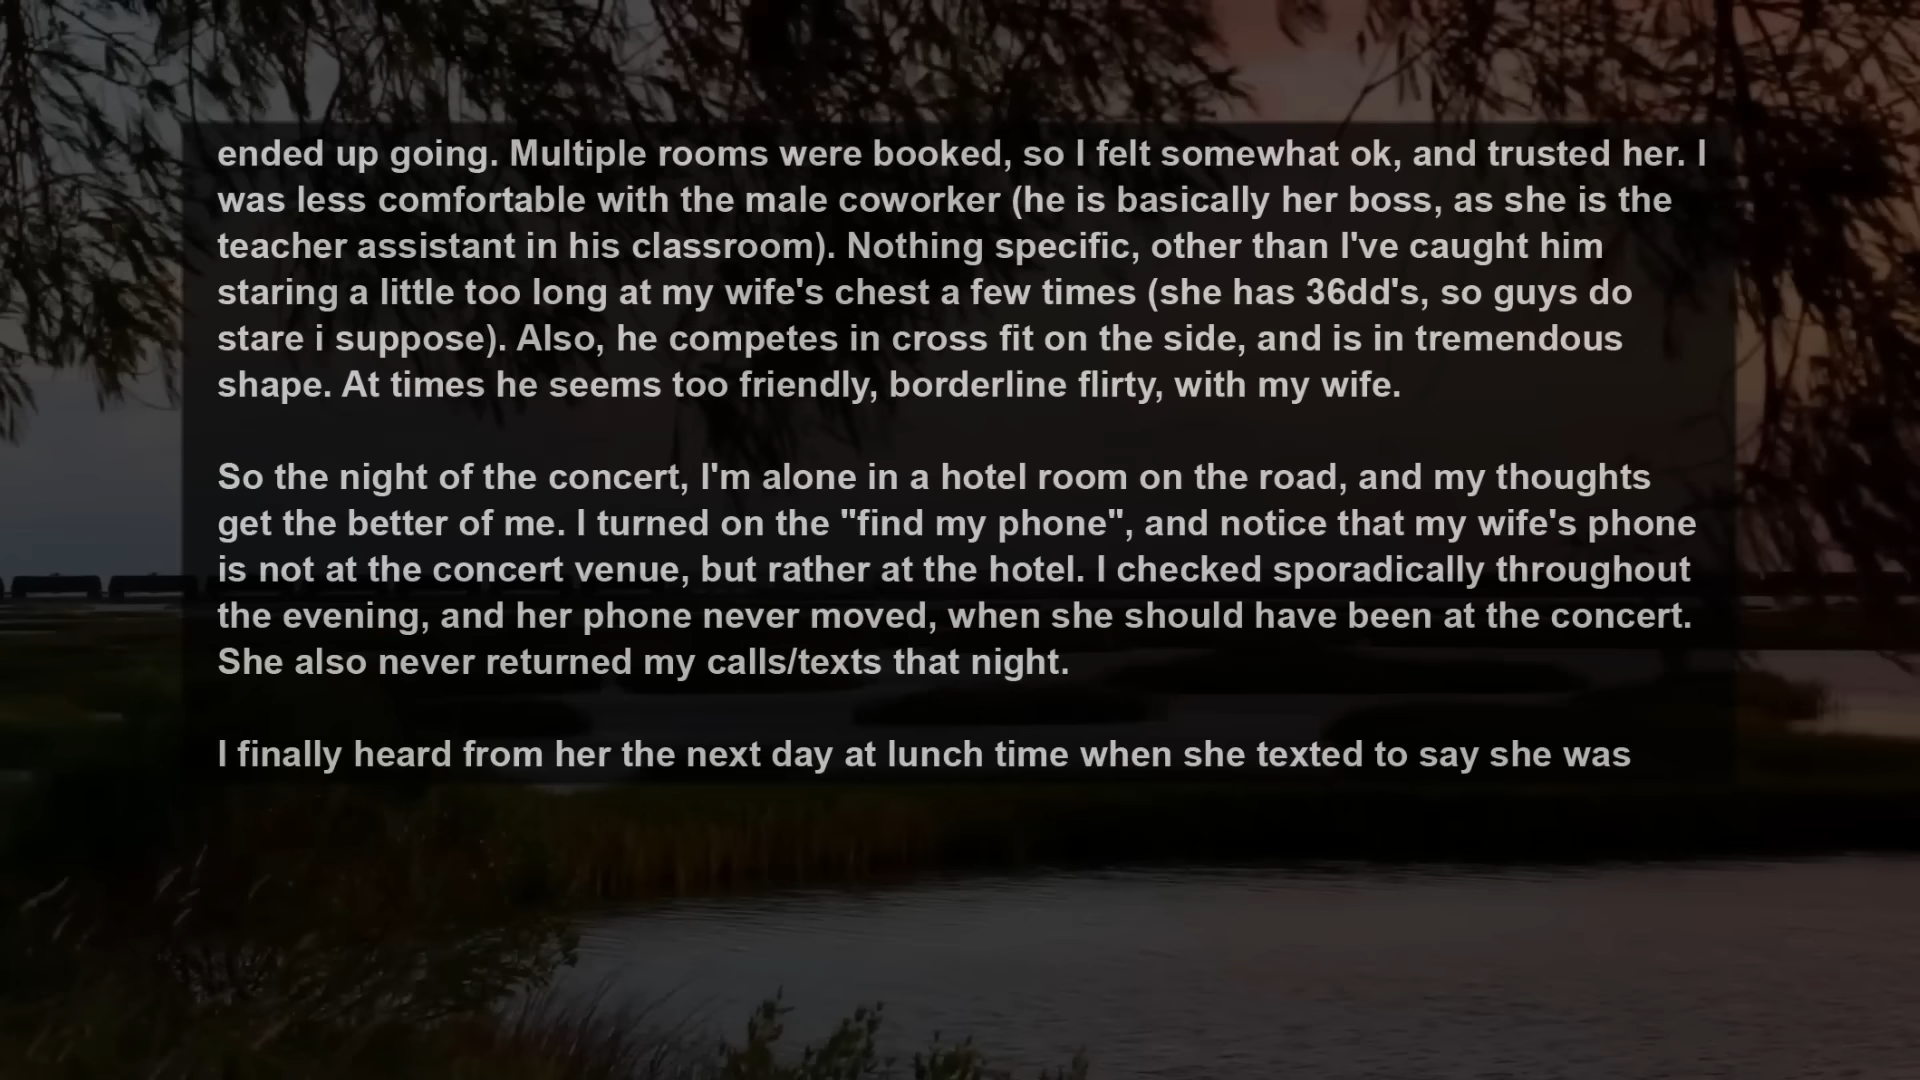 ended up going. Multiple rooms were booked, so I felt somewhat ok, and trusted her. I
was less comfortable with the male coworker (he is basically her boss, as she is the
teacher assistant in his classroom). Nothing specific, other than I've caught him
staring a little too long at my wife's chest a few times (she has 36dd's, so guys do
stare i suppose). Also, he competes in cross fit on the side, and is in tremendous
shape. At times he seems too friendly, borderline flirty, with my wife.
So the night of the concert, I'm alone in a hotel room on the road, and my thoughts
get the better of me. I turned on the "find my phone", and notice that my wife's phone
is not at the concert venue, but rather at the hotel. I checked sporadically throughout
the evening, and her phone never moved, when she should have been at the concert.
She also never returned my calls/texts that night.
I finally heard from her the next day at lunch time when she texted to say she was